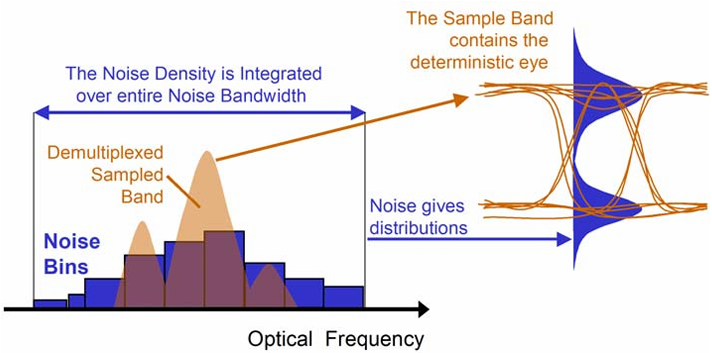 The Sample Band
contains the
deterministic eye
The Noise Density is Integrated
over entire Noise Bandwidth
Demultiplexed
Sampled
Band
Noise gives
distributions
Noise
Bins
Optical Frequency